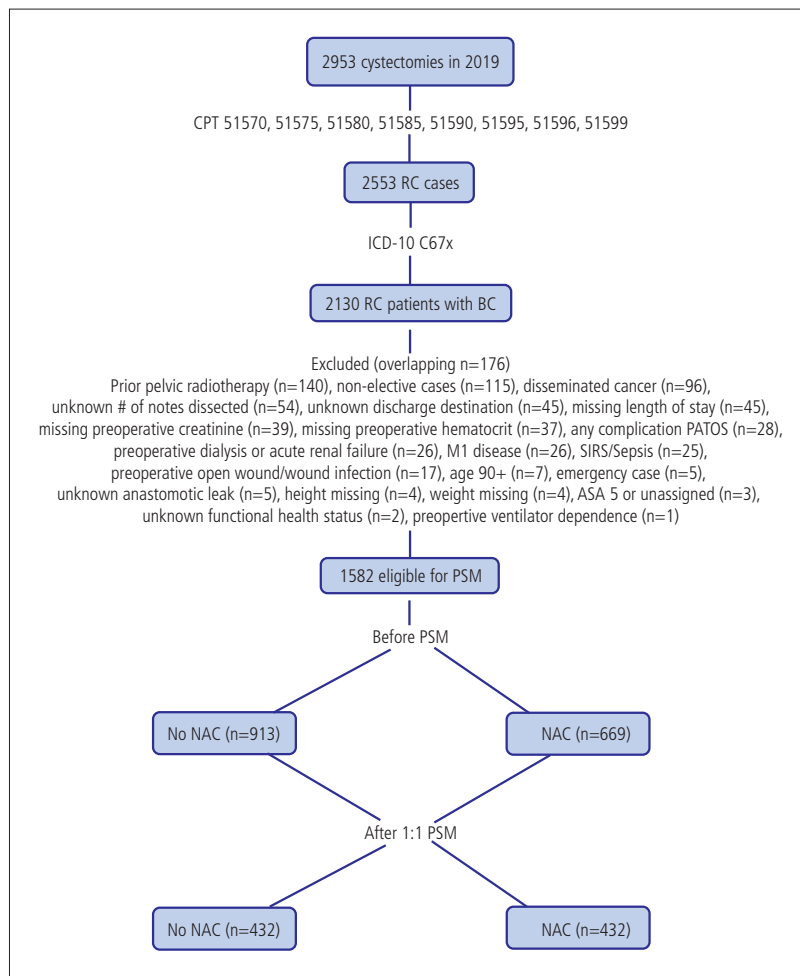 2953 cystectomies in 2019
CPT 51570, 51575, 51580, 51585, 51590, 51595, 51596, 51599
2553 RC cases
ICD-10 C67x
2130 RC patients with BC
Excluded (overlapping n=176)
Prior pelvic radiotherapy (n=140), non-elective cases (n=115), disseminated cancer (n=96),
unknown # of notes dissected (n=54), unknown discharge destination (n=45), missing length of stay (n=45),
missing preoperative creatinine (n=39), missing preoperative hematocrit (n=37), any complication PATOS (n=28),
preoperative dialysis or acute renal failure (n=26), M1 disease (n=26), SIRS/Sepsis (n=25),
preoperative open wound/wound infection (n=17), age 90+ (n=7), emergency case (n=5),
unknown anastomotic leak (n=5), height missing (n=4), weight missing (n=4), ASA 5 or unassigned (n=3),
unknown functional health status (n=2), preopertive ventilator dependence (n=1)
1582 eligible for PSM
Before PSM
No NAC (n=913)
NAC (n=669)
After 1:1 PSM
No NAC (n=432)
NAC (n=432)